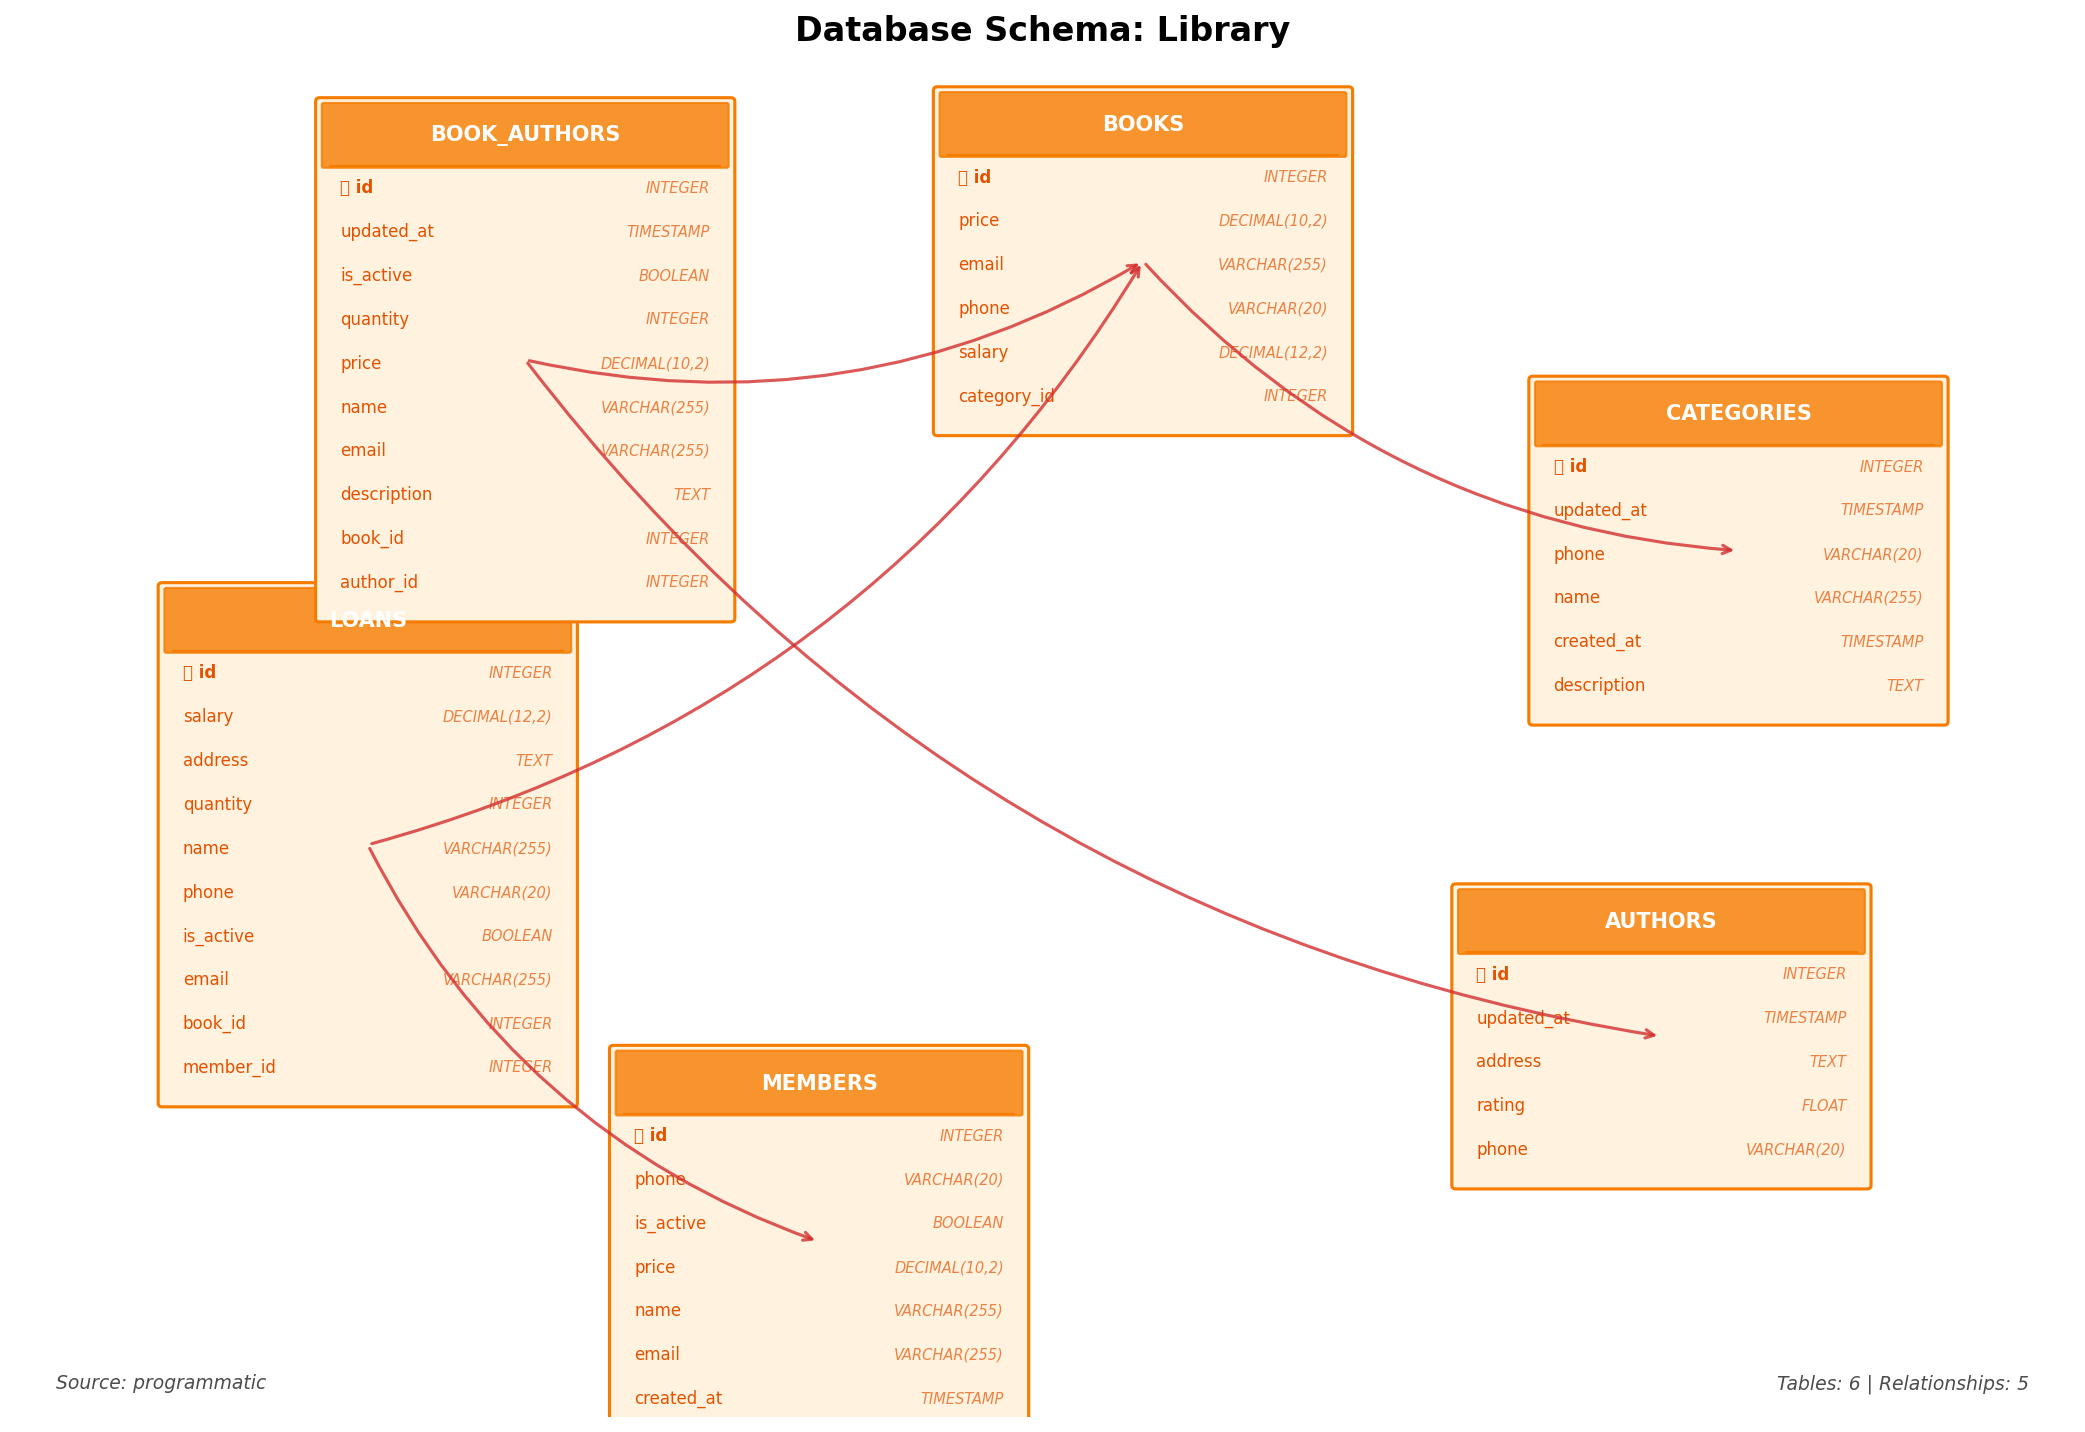 Database Schema: Library
BOOK_AUTHORS
id INTEGER
updated_at TIMESTAMP
is_active BOOLEAN
quantity INTEGER
price DECIMAL(10,2)
name VARCHAR(255)
email VARCHAR(255)
description TEXT
book_id INTEGER
author_id INTEGER
BOOKS
id INTEGER
price DECIMAL(10,2)
email VARCHAR(255)
phone VARCHAR(20)
salary DECIMAL(12,2)
category_id INTEGER
CATEGORIES
id INTEGER
updated_at TIMESTAMP
phone VARCHAR(20)
name VARCHAR(255)
created_at TIMESTAMP
description TEXT
LOANS
id INTEGER
salary DECIMAL(12,2)
address TEXT
quantity INTEGER
name VARCHAR(255)
phone VARCHAR(20)
is_active BOOLEAN
email VARCHAR(255)
book_id INTEGER
member_id INTEGER
AUTHORS
id INTEGER
updated_at TIMESTAMP
address TEXT
rating FLOAT
phone VARCHAR(20)
MEMBERS
id INTEGER
phone VARCHAR(20)
is_active BOOLEAN
price DECIMAL(10,2)
name VARCHAR(255)
email VARCHAR(255)
created_at TIMESTAMP
Source: programmatic
Tables: 6 | Relationships: 5